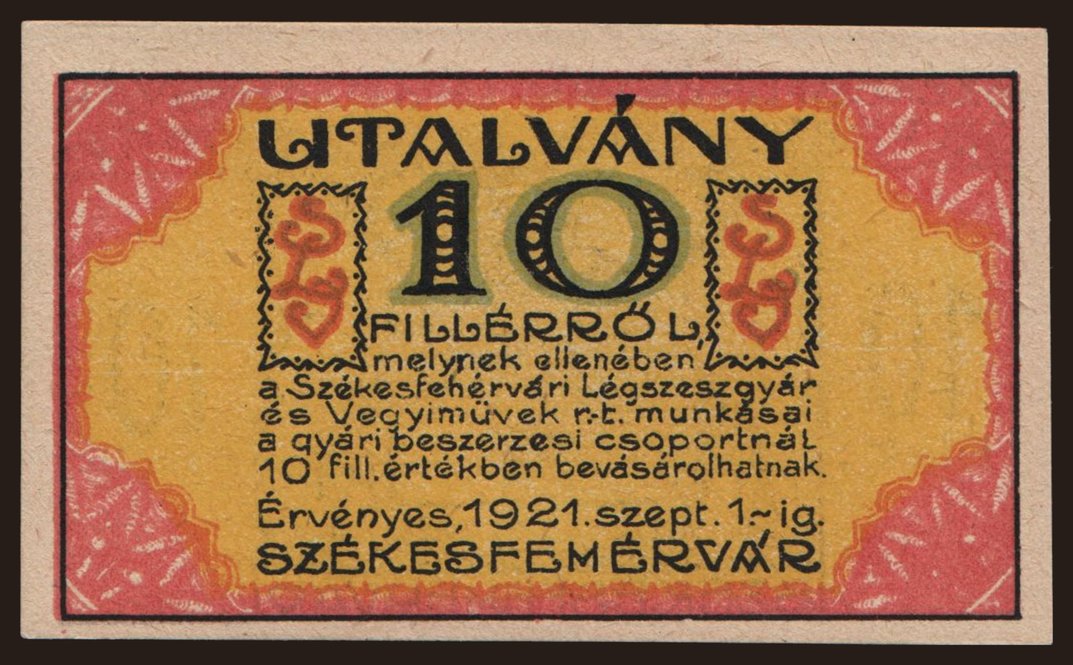 UTALVÁNY
10
FILLÉRRŐL,
melynek ellenében
a Székesfehérvári Légszeszgyár
és Vegyiművek r.-t. munkásai
a gyári beszerzesi csoportnál
10 fill. értékben bevásárolhatnak.
Érvényes, 1921. szept. 1.~ig.
SZÉKESFEHÉRVÁR